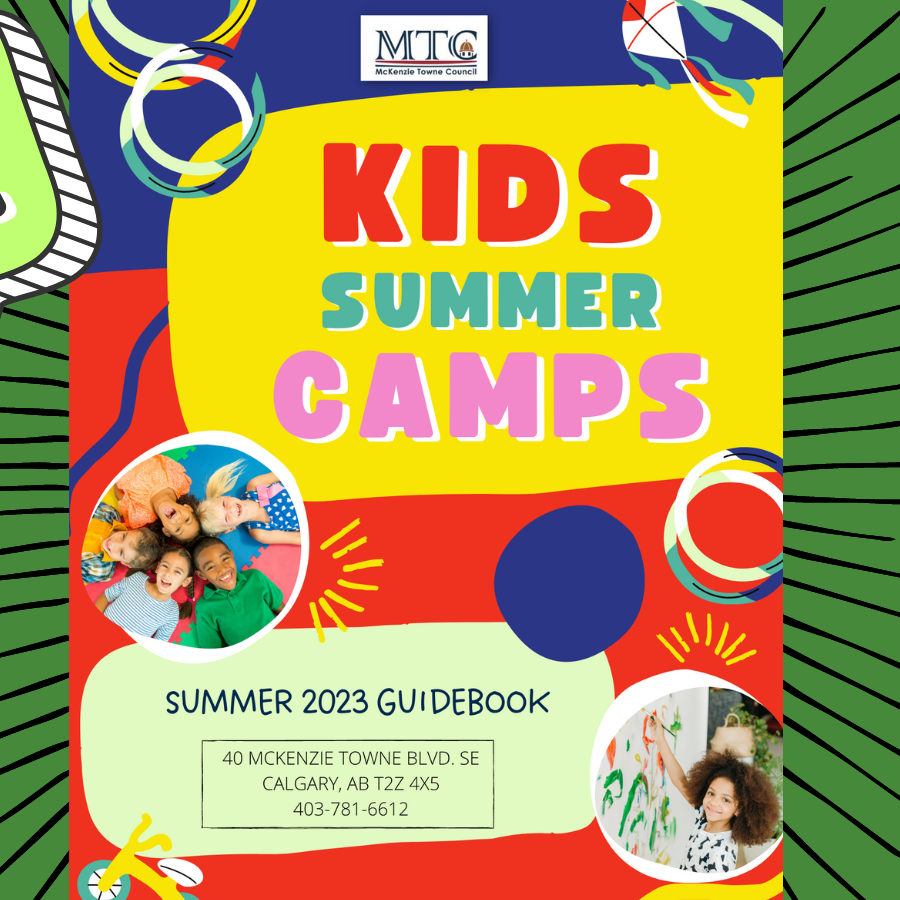 MTC
McKenzie Towne Council
KIDS
SUMMER
CAMPS
SUMMER 2023 GUIDEBOOK
40 MCKENZIE TOWNE BLVD. SE
CALGARY, AB T2Z 4X5
403-781-6612